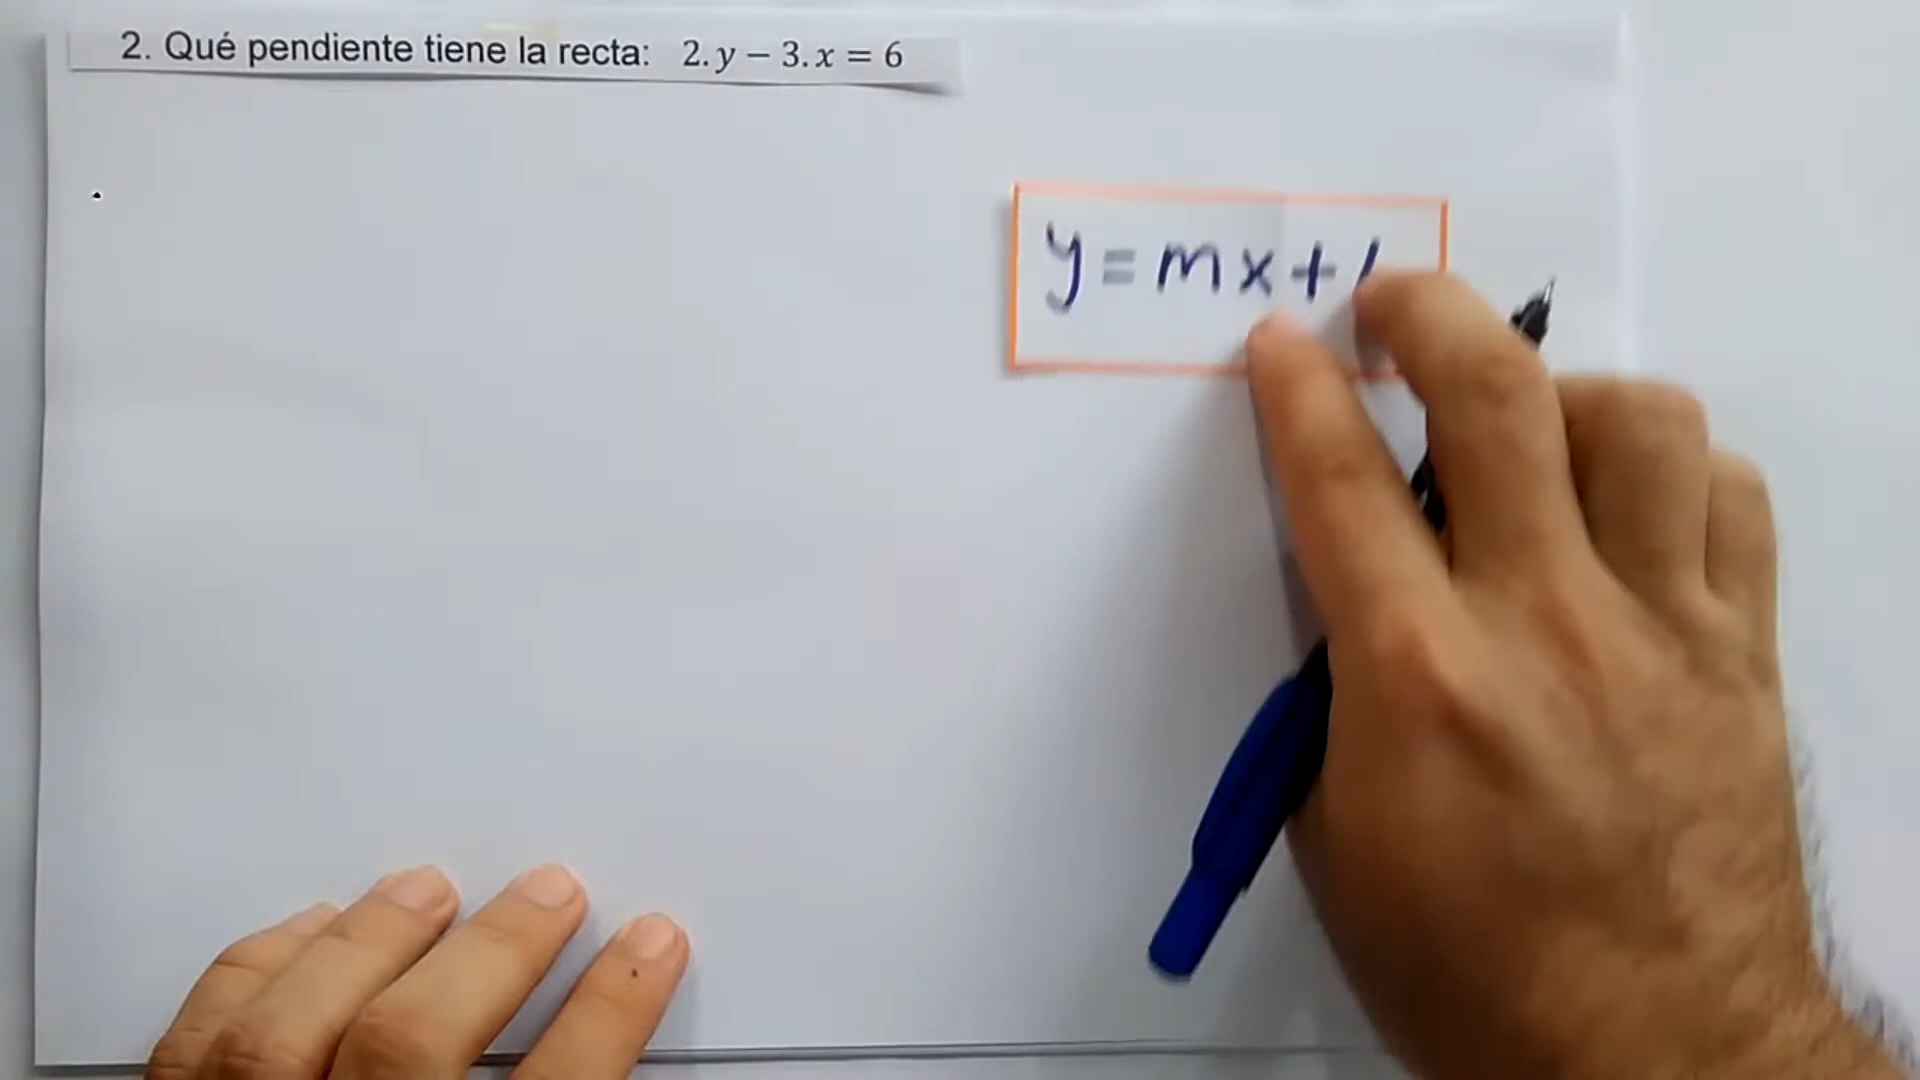 2. Qué pendiente tiene la recta: 2. y − 3. x = 6
y = mx +